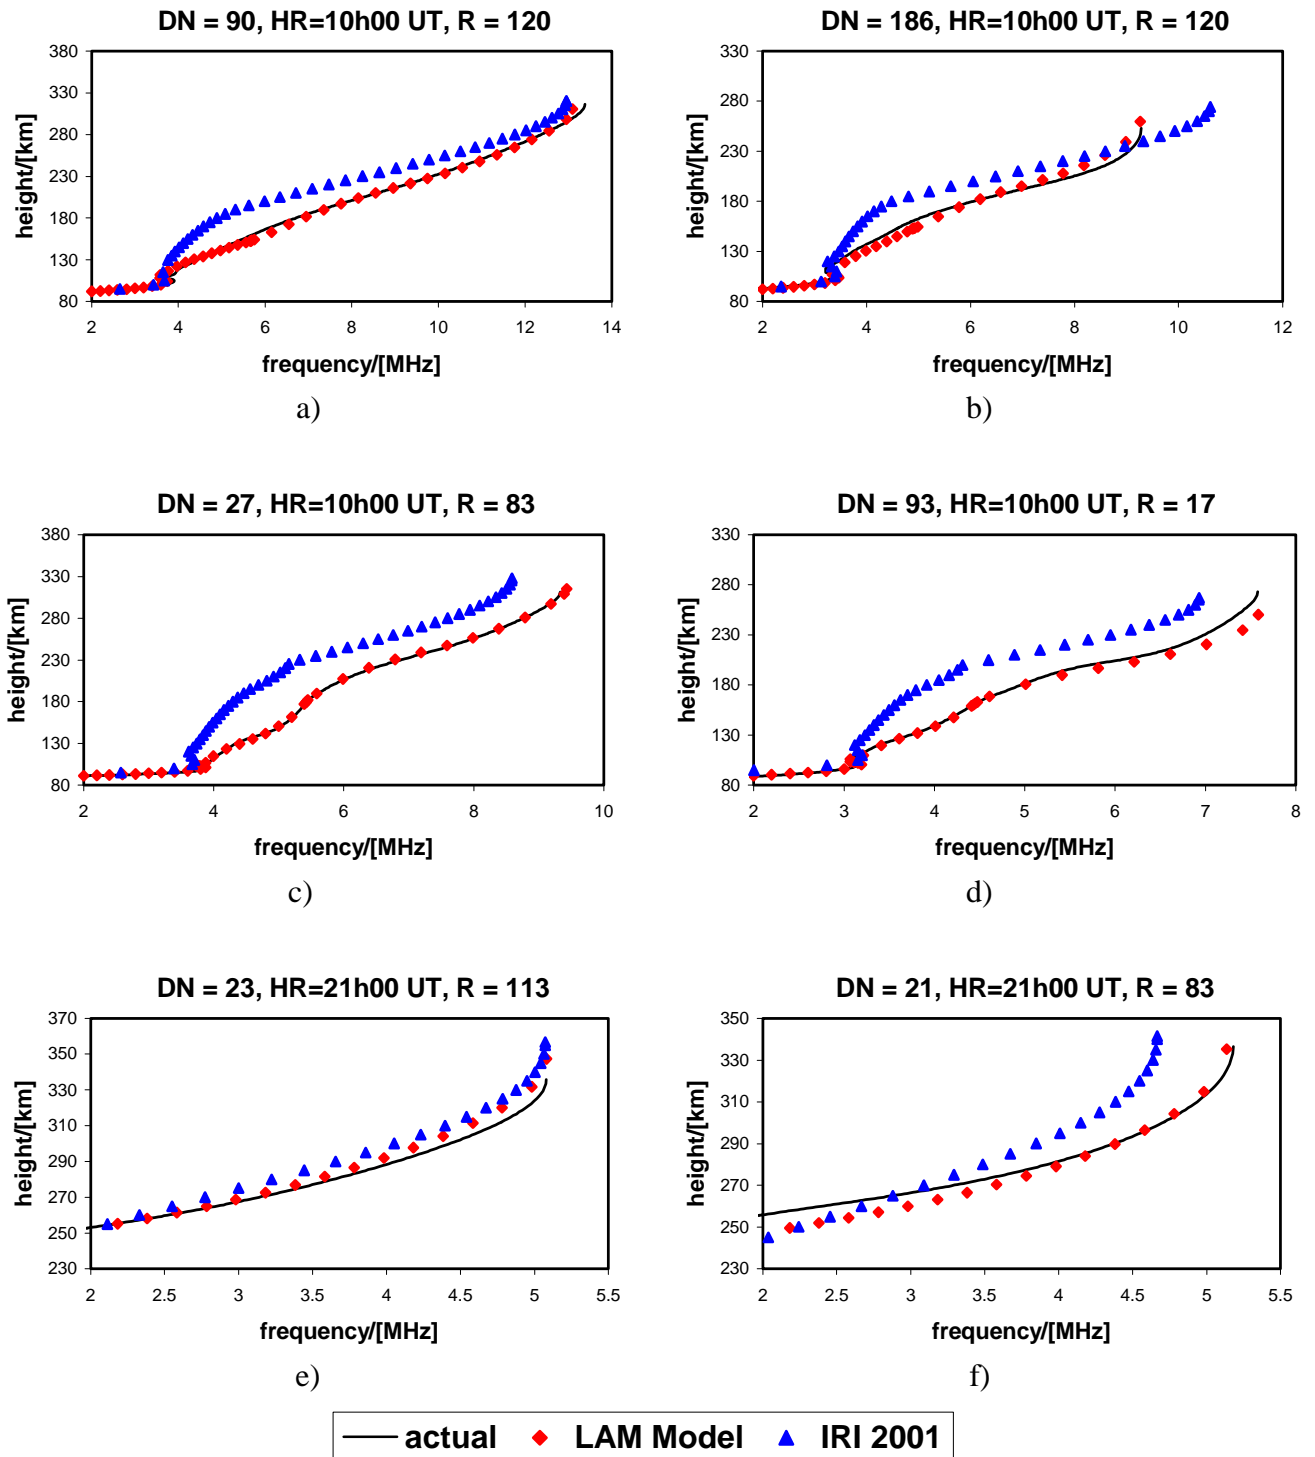 DN = 90, HR=10h00 UT, R = 120
380
330
280
230
180
130
80
height/[km]
2 4 6 8 10 12 14
frequency/[MHz]
a)
DN = 186, HR=10h00 UT, R = 120
330
280
230
180
130
80
height/[km]
2 4 6 8 10 12
frequency/[MHz]
b)
DN = 27, HR=10h00 UT, R = 83
380
330
280
230
180
130
80
height/[km]
2 4 6 8 10
frequency/[MHz]
c)
DN = 93, HR=10h00 UT, R = 17
330
280
230
180
130
80
height/[km]
2 3 4 5 6 7 8
frequency/[MHz]
d)
DN = 23, HR=21h00 UT, R = 113
370
350
330
310
290
270
250
230
height/[km]
2 2.5 3 3.5 4 4.5 5 5.5
frequency/[MHz]
e)
DN = 21, HR=21h00 UT, R = 83
350
330
310
290
270
250
230
height/[km]
2 2.5 3 3.5 4 4.5 5 5.5
frequency/[MHz]
f)
actual LAM Model IRI 2001